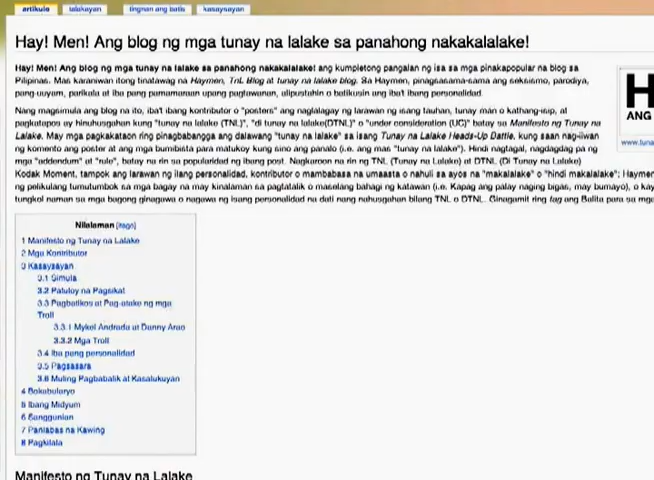 artikulo usalakayan tingnan ang batis kasaysayan
Hay! Men! Ang blog ng mga tunay na lalake sa panahong nakakalalake!
Hay! Men! Ang blog ng mga tunay na lalake sa panahong nakakalalake! ang kumpletong pangalan ng isa sa mga pinakapopular na blog sa
Pilipinas. Mas karaniwan itong tinatawag na Haymen, TnL Blog at tunay na lalake blog. Sa Haymen, pinagsasama-sama ang seksismo, parodiya,
pang-uuyam, parikala at iba pang pamamaraan upang pagtawanan, alipustahin o batikusin ang iba't ibang personalidad.
Nang magsimula ang blog na ito, iba't ibang kontributor o "posters" ang naglalagay ng larawan ng isang tauhan, tunay man o kathang-isip, at
pagkatapos ay hinuhusgahan kung "tunay na lalake (TNL)", "di tunay na lalake(DTNL)" o "under consideration (UC)" batay sa Manifesto ng Tunay na
Lalake. May mga pagkakataon ring pinagbabangga ang dalawang "tunay na lalake" sa isang Tunay na Lalake Heads-Up Battle, kung saan nag-iiwan
ng komento ang poster at ang mga bumibisita para matukoy kung sino ang panalo (i.e. ang mas "tunay na lalake"). Hindi nagtagal, nagdagdag pa ng
mga "addendum" at "rule", batay na rin sa popularidad ng ibang post. Nagkaroon na rin ng TNL (Tunay na Lalake) at DTNL (Di Tunay na Lalake)
Kodak Moment, tampok ang larawan ng ilang personalidad, kontributor o mambabasa na umaasta o nahuli sa ayos na "makalalake" o "hindi makalalake"; Haymen
ng pelikulang tumutumbok sa mga bagay na may kinalaman sa pagtatalik o maselang bahagi ng katawan (i.e. Kapag ang palay naging bigas, may bumayo), o
tungkol naman sa mga bagong ginagawa o nagawa ng isang personalidad na dati nang nahusgahan bilang TNL o DTNL. Ginagamit ring tag ang Balita para sa mga
H
ANG
www.tuna
Nilalaman [itago]
1 Manifesto ng Tunay na Lalake
2 Mga Kontributor
3 Kasaysayan
3.1 Simula
3.2 Patuloy na Pagsikat
3.3 Pagbatikos at Pag-atake ng mga
Troll
3.3.1 Mykel Andrada at Danny Arao
3.3.2 Mga Troll
3.4 Iba pang personalidad
3.5 Pagsasara
3.6 Muling Pagbabalik at Kasalukuyan
4 Bokabularyo
5 Ibang Midyum
6 Sanggunian
7 Panlabas na Kawing
8 Pagkilala
Manifesto ng Tunay na Lalake